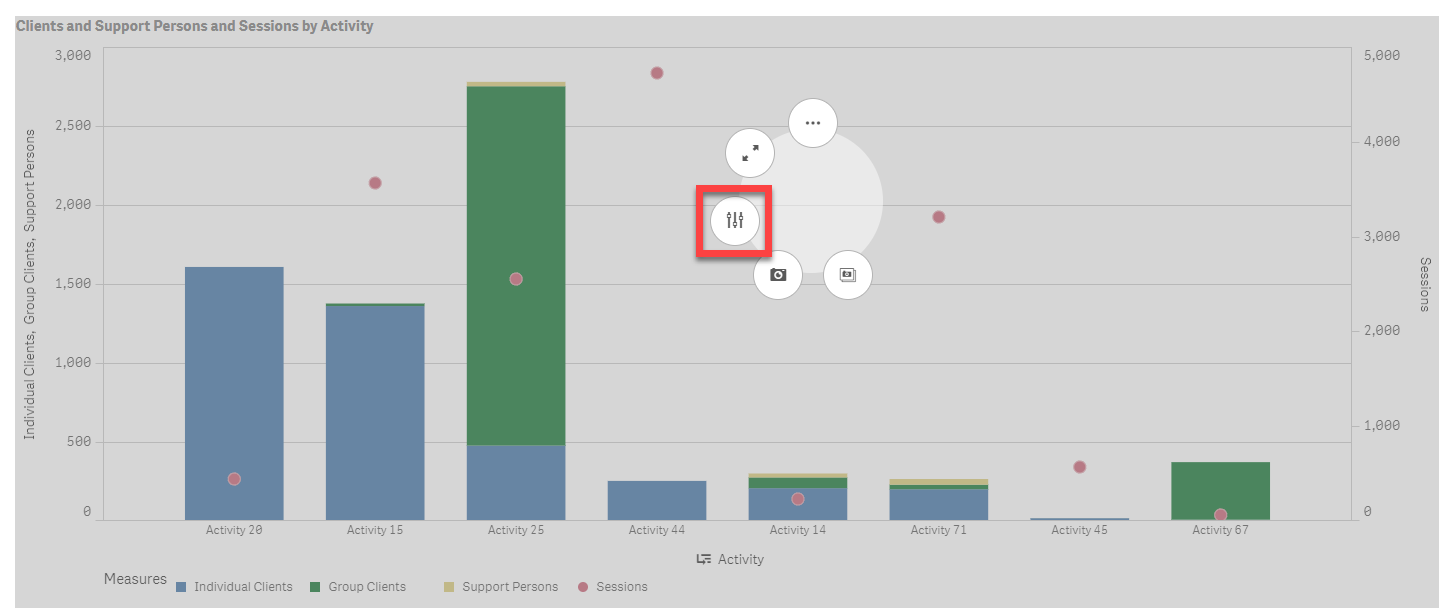 Clients and Support Persons and Sessions by Activity
3,000
2,500
2,000
1,500
1,000
500
0
Individual Clients, Group Clients, Support Persons
5,000
4,000
3,000
2,000
1,000
0
Sessions
Activity 20 Activity 15 Activity 25 Activity 44 Activity 14 Activity 71 Activity 45 Activity 67
Activity
Measures Individual Clients Group Clients Support Persons Sessions